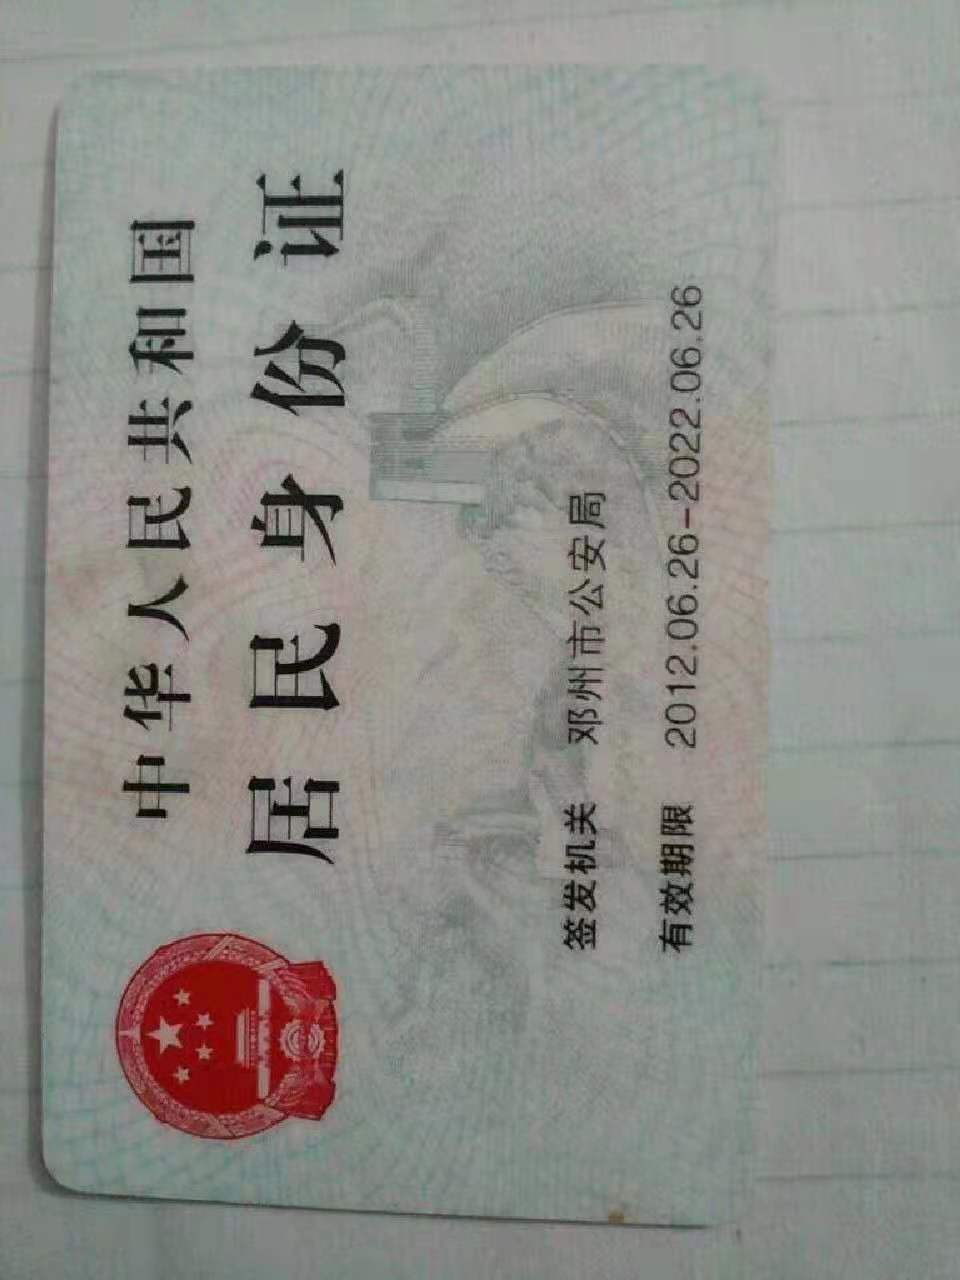 中华人民共和国
居民身份证
签发机关 邓州市公安局
有效期限 2012.06.26-2022.06.26